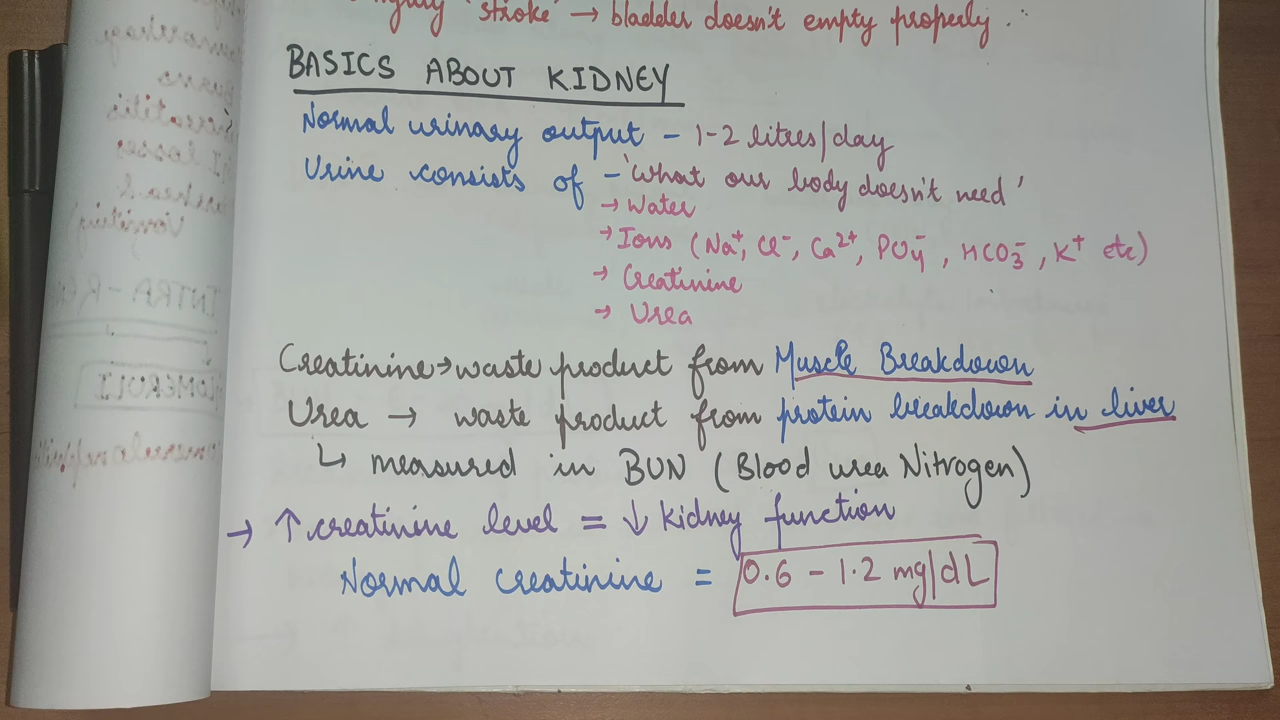 'stroke' → bladder doesn't empty properly.
BASICS ABOUT KIDNEY
Normal urinary output - 1-2 litres/day
Urine consists of - 'what our body doesn't need'
→ Water
→ Ions (Na⁺, Cl⁻, Ca²⁺, PO₄⁻, HCO₃⁻, K⁺ etc)
→ Creatinine
→ Urea
Creatinine → waste product from Muscle Breakdown
Urea → waste product from protein breakdown in liver
↳ measured in BUN (Blood urea Nitrogen)
→ ↑ creatinine level = ↓ kidney function
Normal creatinine = 0.6 - 1.2 mg/dL